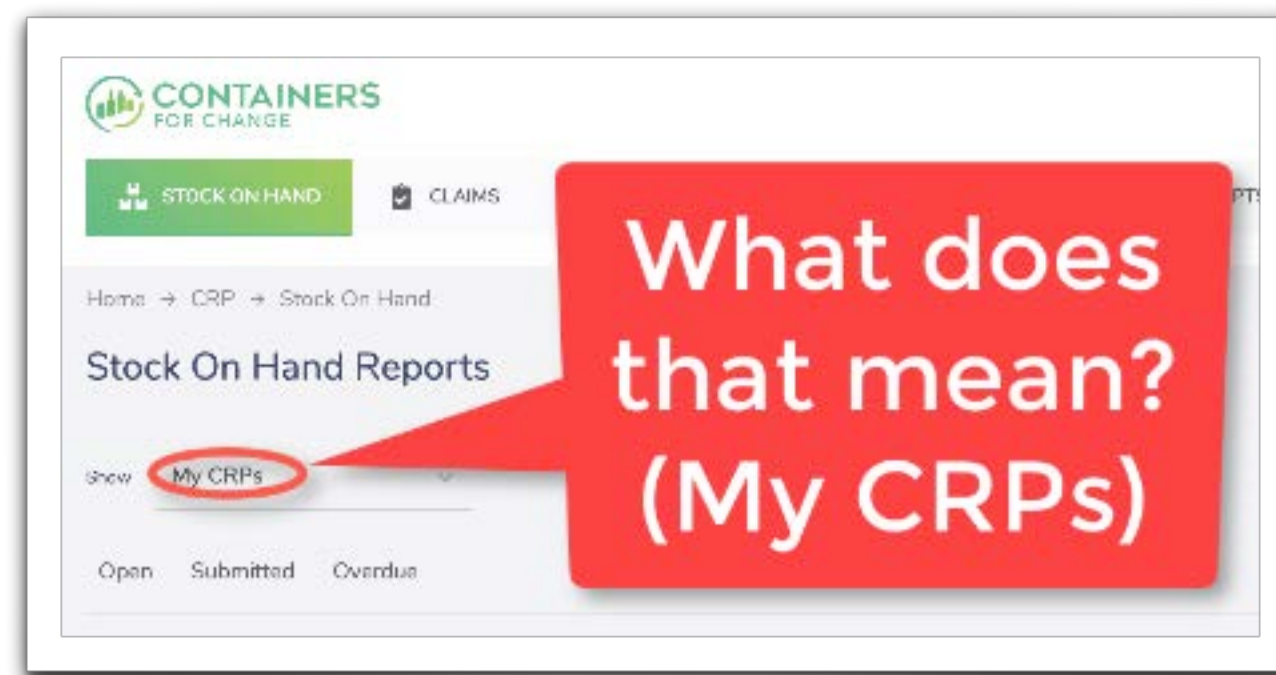 CONTAINERS
FOR CHANGE
STOCK ON HAND CLAIMS PTS
Home → CRP → Stock On Hand
Stock On Hand Reports
Show My CRPs
Open Submitted Overdue
What does
that mean?
(My CRPs)